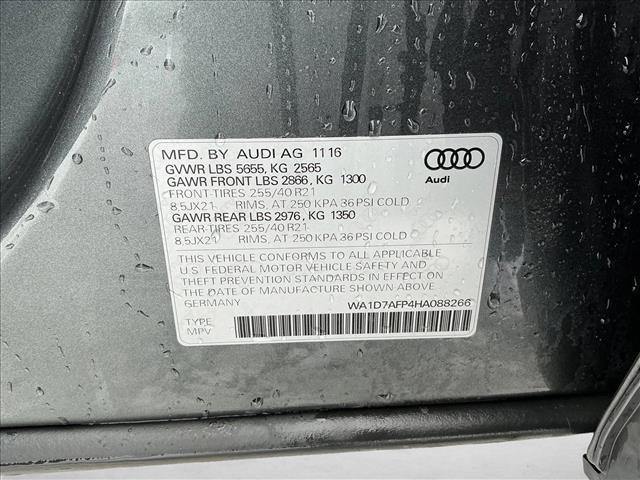 MFD. BY AUDI AG 11 16
GVWR LBS 5655, KG 2565
GAWR FRONT LBS 2866, KG 1300
FRONT-TIRES 255/40 R21
8,5JX21 RIMS, AT 250 KPA 36 PSI COLD
GAWR REAR LBS 2976, KG 1350
REAR-TIRES 255/40 R21
8,5JX21 RIMS, AT 250 KPA 36 PSI COLD
Audi
THIS VEHICLE CONFORMS TO ALL APPLICABLE
U.S. FEDERAL MOTOR VEHICLE SAFETY AND
THEFT PREVENTION STANDARDS IN EFFECT ON
THE DATE OF MANUFACTURE SHOWN ABOVE.
GERMANY
WA1D7AFP4HA088266
TYPE
MPV